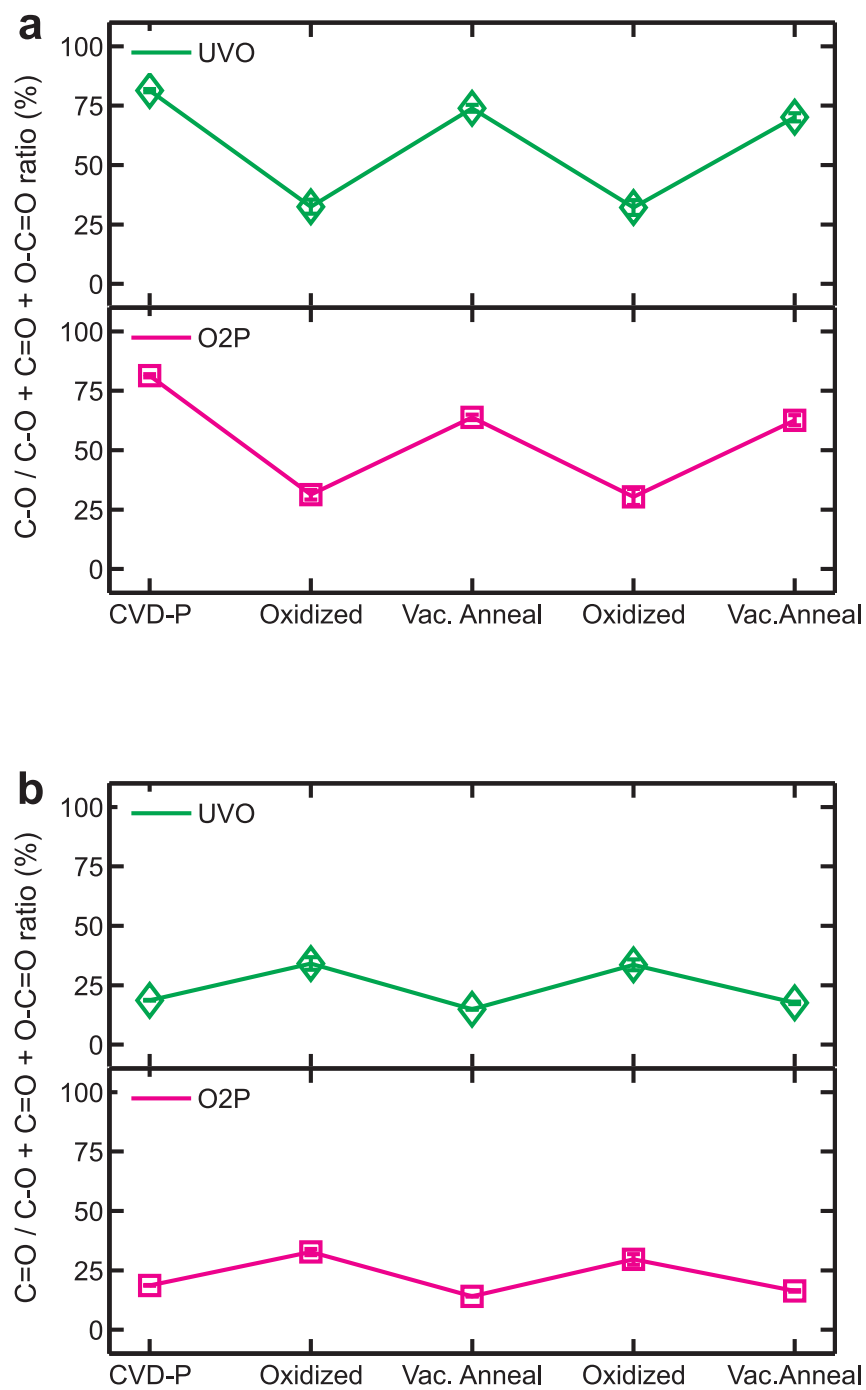 a
C-O / C-O + C=O + O-C=O ratio (%)
100
75
50
25
0
UVO
100
75
50
25
0
O2P
CVD-P Oxidized Vac. Anneal Oxidized Vac.Anneal
b
C=O / C-O + C=O + O-C=O ratio (%)
100
75
50
25
0
UVO
100
75
50
25
0
O2P
CVD-P Oxidized Vac. Anneal Oxidized Vac.Anneal